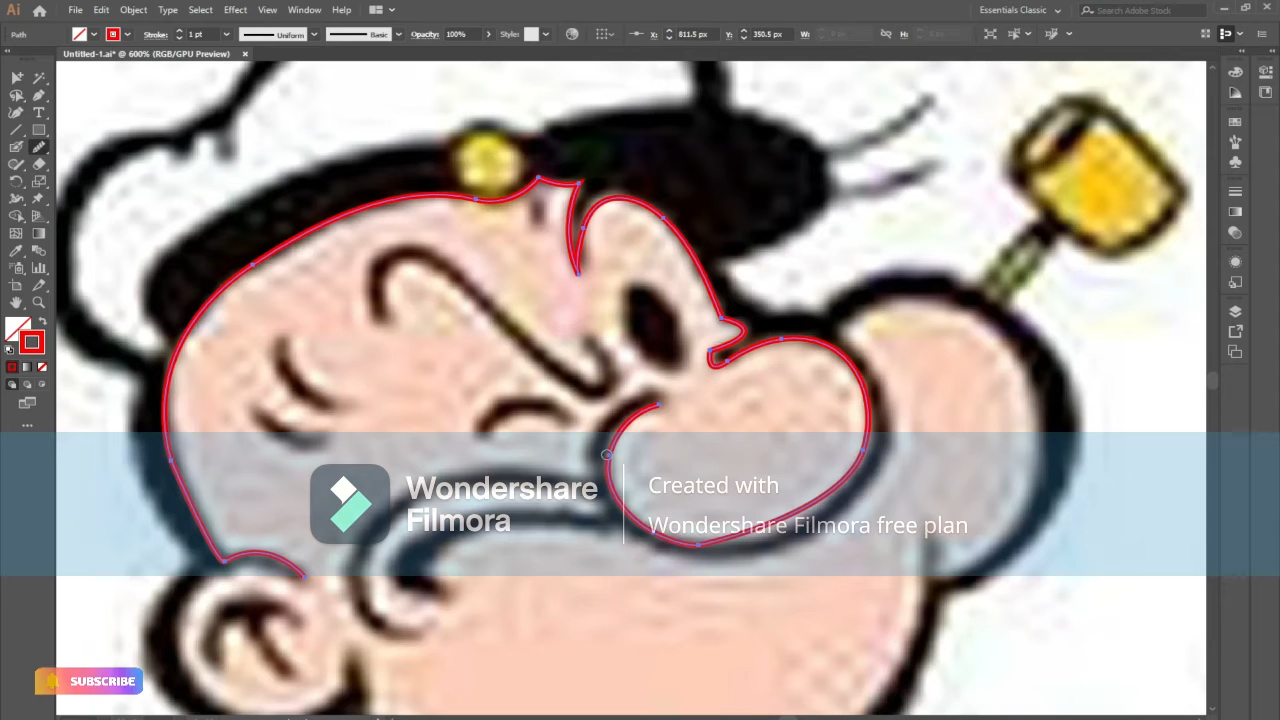 Ai File Edit Object Type Select Effect View Window Help Essentials Classic Search Adobe Stock
Path Stroke: 1 pt Uniform Basic Opacity: 100% Style: X: 811.5 px Y: 350.5 px W: H:
Untitled-1.ai* @ 600% (RGB/GPU Preview)
Wondershare
Filmora
Created with
Wondershare Filmora free plan
SUBSCRIBE